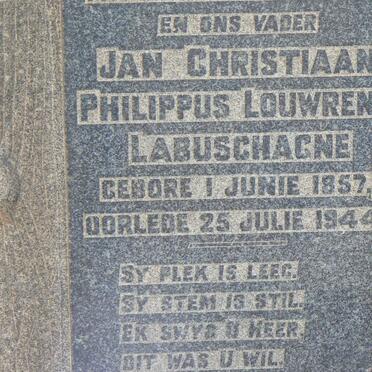 EN ONS VADER
JAN CHRISTIAAN
PHILIPPUS LOUWREN
LABUSCHAGNE
GEBORE 1 JUNIE 1857,
OORLEDE 25 JULIE 1944
SY PLEK IS LEEG.
SY STEM IS STIL.
EK SWYG O HEER
DIT WAS U WIL.